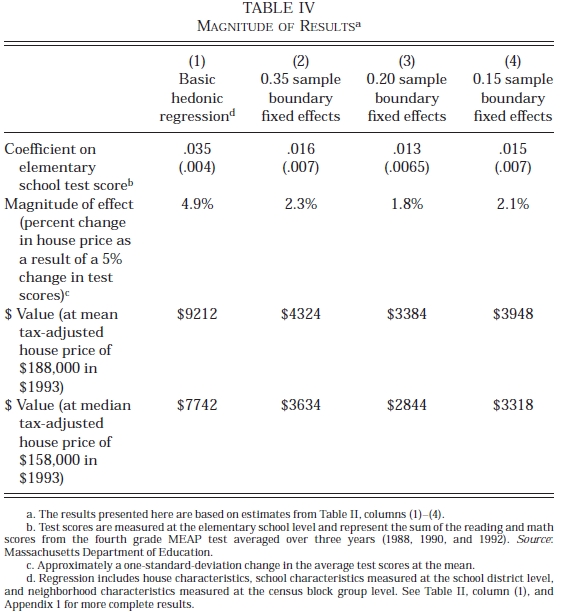 TABLE IV
MAGNITUDE OF RESULTSa
(1) (2) (3) (4)
Basic 0.35 sample 0.20 sample 0.15 sample
hedonic boundary boundary boundary
regressiond fixed effects fixed effects fixed effects
Coefficient on .035 .016 .013 .015
elementary (.004) (.007) (.0065) (.007)
school test scoreb
Magnitude of effect 4.9% 2.3% 1.8% 2.1%
(percent change
in house price as
a result of a 5%
change in test
scores)c
$ Value (at mean $9212 $4324 $3384 $3948
tax-adjusted
house price of
$188,000 in
$1993)
$ Value (at median $7742 $3634 $2844 $3318
tax-adjusted
house price of
$158,000 in
$1993)
a. The results presented here are based on estimates from Table II, columns (1)–(4).
b. Test scores are measured at the elementary school level and represent the sum of the reading and math
scores from the fourth grade MEAP test averaged over three years (1988, 1990, and 1992). Source:
Massachusetts Department of Education.
c. Approximately a one-standard-deviation change in the average test scores at the mean.
d. Regression includes house characteristics, school characteristics measured at the school district level,
and neighborhood characteristics measured at the census block group level. See Table II, column (1), and
Appendix 1 for more complete results.